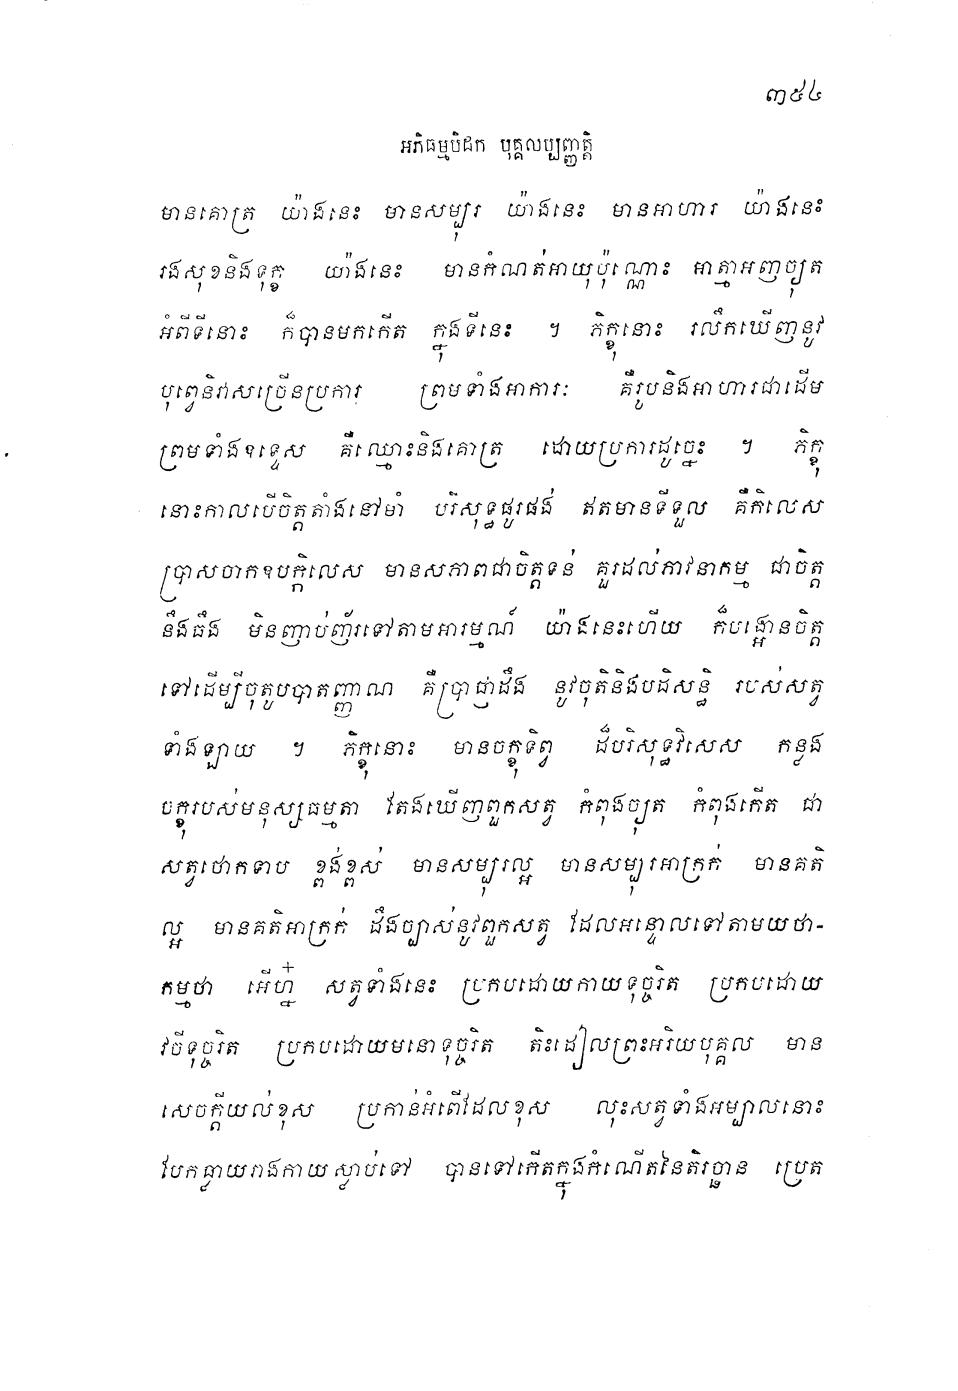 ៣៥៤
អភិធម្មបិដក បុគ្គលប្បញ្ញត្តិ
មានគោត្រ យ៉ាងនេះ មានសម្បុរ យ៉ាងនេះ មានអាហារ យ៉ាងនេះ
រងសុខនិងទុក្ខ យ៉ាងនេះ មានកំណត់អាយុប៉ុណ្ណោះ អាត្មាអញច្យុត
អំពីទីនោះ ក៏បានមកកើត ក្នុងទីនេះ ។ ភិក្ខុនោះ រលឹកឃើញនូវ
បុព្វេនិវាសច្រើនប្រការ ព្រមទាំងអាការៈ គឺរូបនិងអាហារជាដើម
ព្រមទាំងឧទ្ទេស គឺឈ្មោះនិងគោត្រ ដោយប្រការដូច្នេះ ។ ភិក្ខុ
នោះកាលបើចិត្តតាំងនៅមាំ បរិសុទ្ធផូរផង់ ឥតមានទីទួល គឺកិលេស
ប្រាសចាកឧបក្កិលេស មានសភាពជាចិត្តទន់ គួរដល់ភាវនាកម្ម ជាចិត្ត
នឹងធឹង មិនញាប់ញ័រទៅតាមអារម្មណ៍ យ៉ាងនេះហើយ ក៏បង្អោនចិត្ត
ទៅដើម្បីចុតូបបាតញ្ញាណ គឺប្រាជ្ញាដឹង នូវចុតិនិងបដិសន្ធិ របស់សត្វ
ទាំងឡាយ ។ ភិក្ខុនោះ មានចក្ខុទិព្វ ដ៏បរិសុទ្ធវិសេស កន្លង
ចក្ខុរបស់មនុស្សធម្មតា តែងឃើញពួកសត្វ កំពុងច្យុត កំពុងកើត ជា
សត្វថោកទាប ខ្ពង់ខ្ពស់ មានសម្បុរល្អ មានសម្បុរអាក្រក់ មានគតិ
ល្អ មានគតិអាក្រក់ ដឹងច្បាស់នូវពួកសត្វ ដែលអន្ទោលទៅតាមយថា-
កម្មថា អើហ្ន៎ សត្វទាំងនេះ ប្រកបដោយកាយទុច្ចរិត ប្រកបដោយ
វចីទុច្ចរិត ប្រកបដោយមនោទុច្ចរិត តិះដៀលព្រះអរិយបុគ្គល មាន
សេចក្តីយល់ខុស ប្រកាន់អំពើដែលខុស លុះសត្វទាំងអម្បាលនោះ
បែកធ្លាយរាងកាយស្លាប់ទៅ បានទៅកើតក្នុងកំណើតនៃតិរច្ឆាន ប្រេត